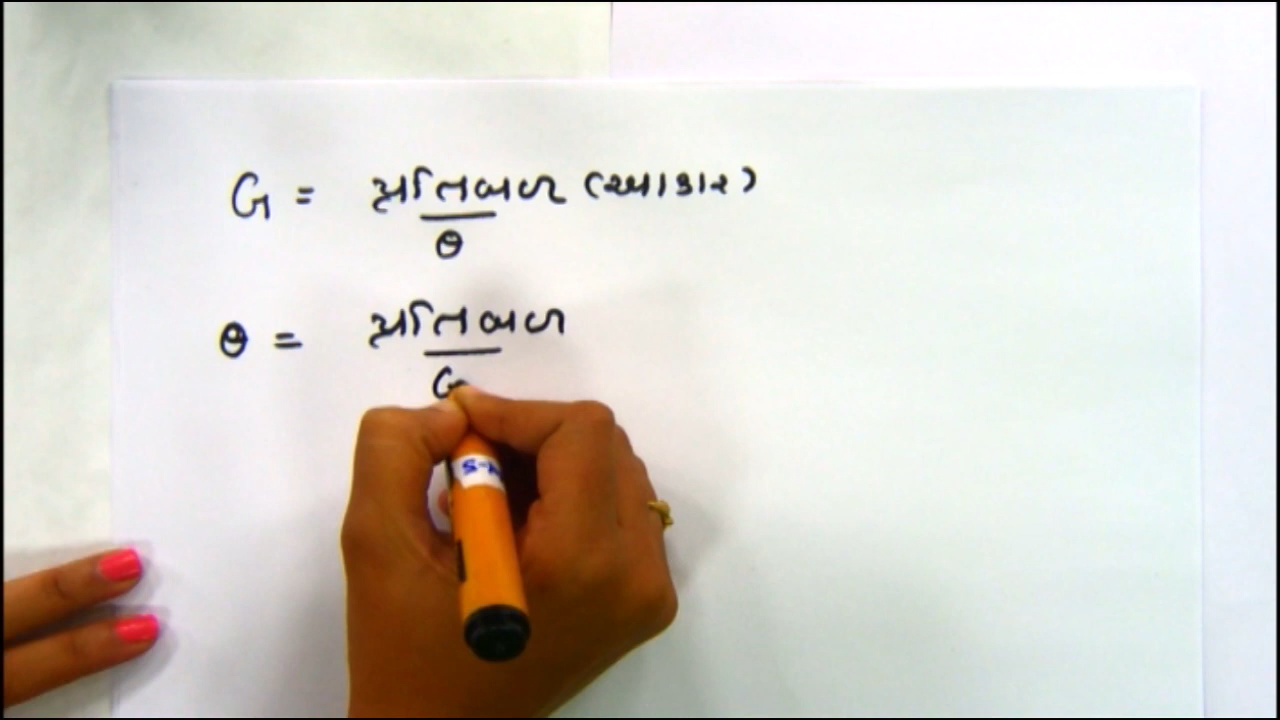 G = પ્રતિબળ (આકાર)
θ
θ = પ્રતિબળ
G